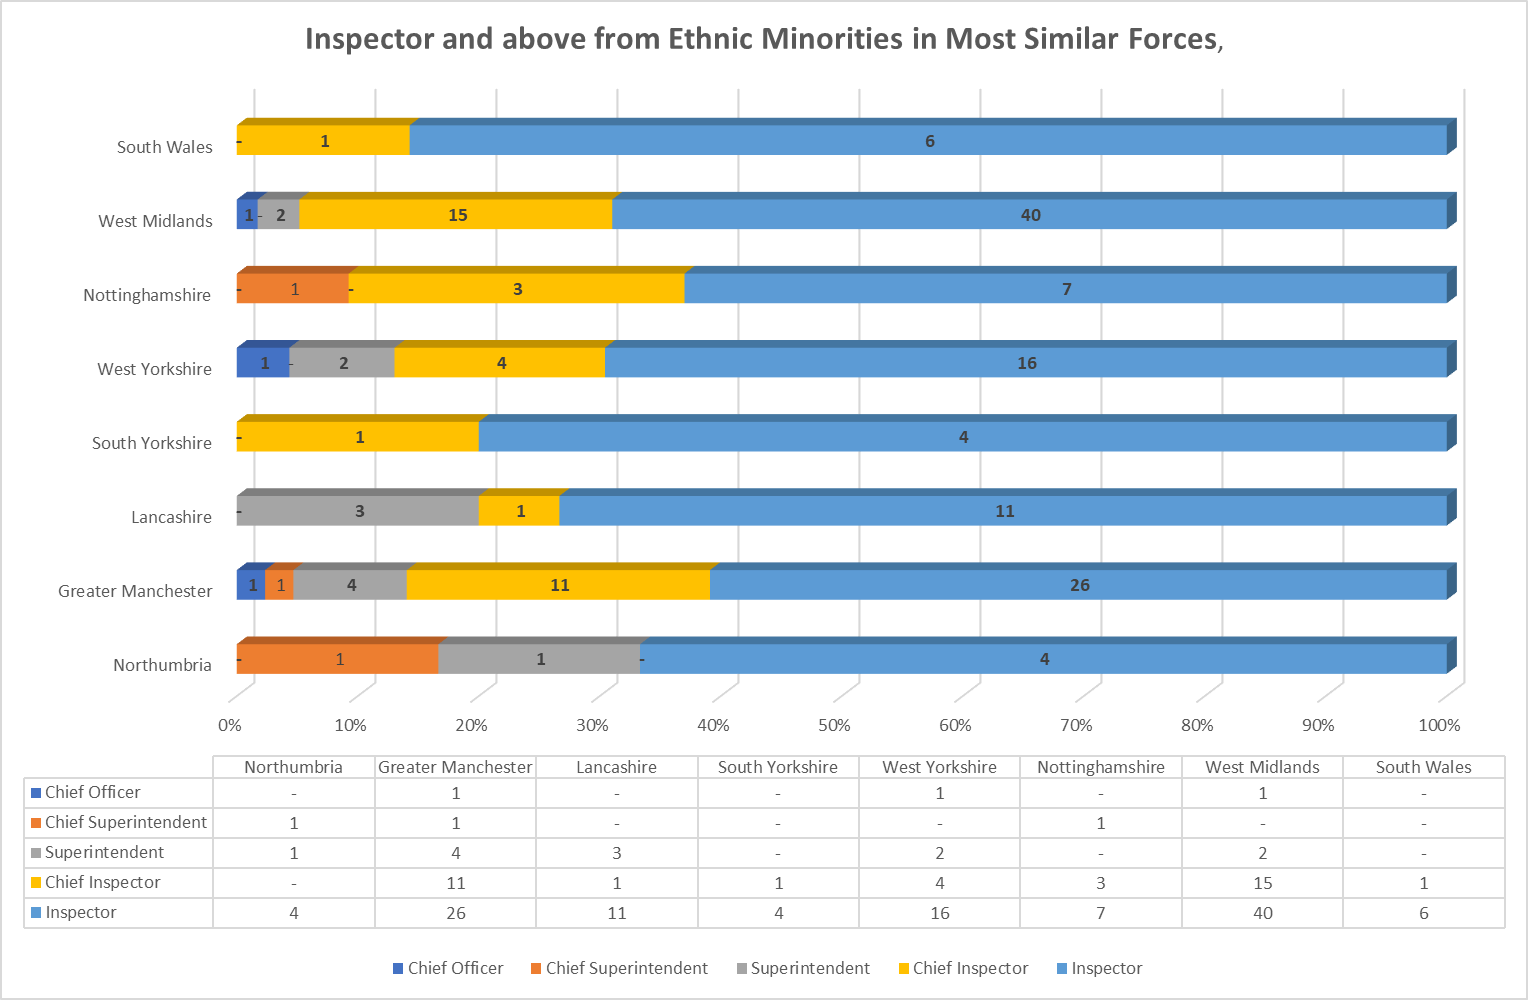 Inspector and above from Ethnic Minorities in Most Similar Forces,
South Wales - 1 6
West Midlands 1 - 2 15 40
Nottinghamshire - 1 - 3 7
West Yorkshire 1 - 2 4 16
South Yorkshire - 1 4
Lancashire - 3 1 11
Greater Manchester 1 1 4 11 26
Northumbria - 1 1 - 4
0% 10% 20% 30% 40% 50% 60% 70% 80% 90% 100%
Northumbria Greater Manchester Lancashire South Yorkshire West Yorkshire Nottinghamshire West Midlands South Wales
Chief Officer - 1 - - 1 - 1 -
Chief Superintendent 1 1 - - - 1 - -
Superintendent 1 4 3 - 2 - 2 -
Chief Inspector - 11 1 1 4 3 15 1
Inspector 4 26 11 4 16 7 40 6
Chief Officer Chief Superintendent Superintendent Chief Inspector Inspector